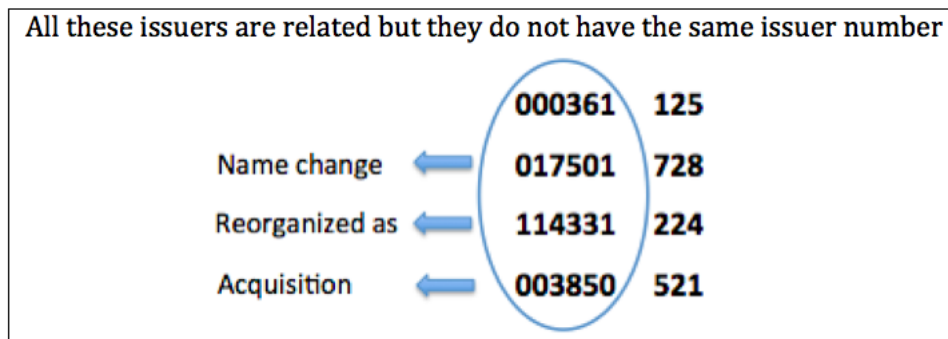 All these issuers are related but they do not have the same issuer number
000361 125
Name change 017501 728
Reorganized as 114331 224
Acquisition 003850 521